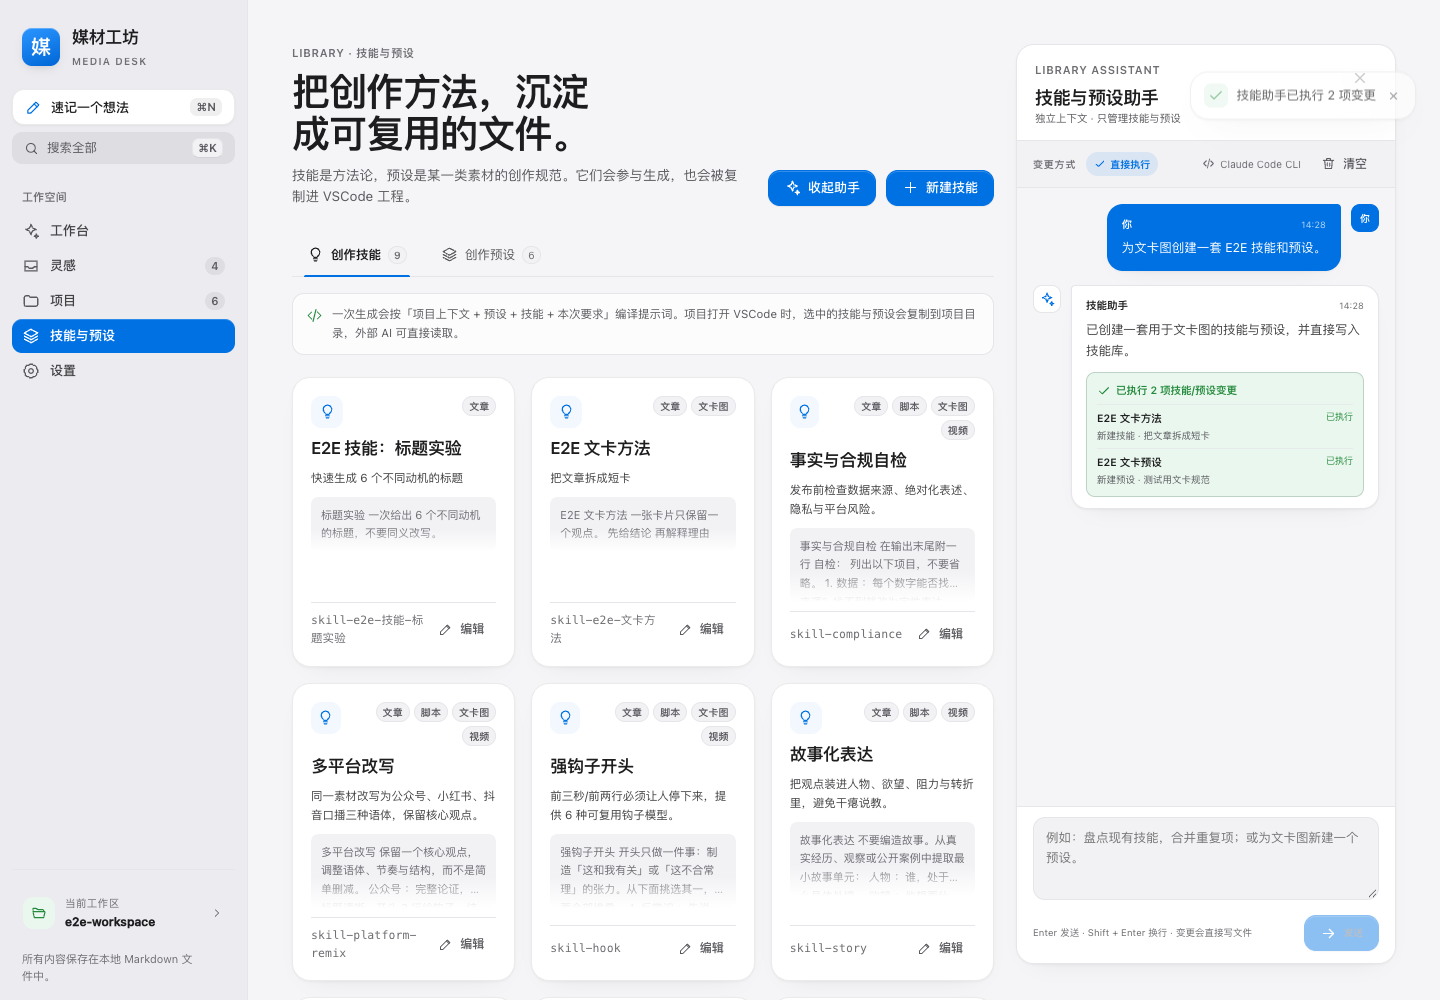 媒
媒材工坊
MEDIA DESK
速记一个想法
⌘N
搜索全部
⌘K
工作空间
工作台
灵感
4
项目
6
技能与预设
设置
当前工作区
e2e-workspace
所有内容保存在本地 Markdown 文
件中。
LIBRARY · 技能与预设
把创作方法，沉淀
成可复用的文件。
技能是方法论，预设是某一类素材的创作规范。它们会参与生成，也会被复
制进 VSCode 工程。
收起助手
新建技能
创作技能
9
创作预设
6
一次生成会按「项目上下文 + 预设 + 技能 + 本次要求」编译提示词。项目打开 VSCode 时，选中的技能与预设会复制到项目目
录，外部 AI 可直接读取。
文章
E2E 技能：标题实验
快速生成 6 个不同动机的标题
标题实验 一次给出 6 个不同动机
的标题，不要同义改写。
skill-e2e-技能-标
题实验
编辑
文章
文卡图
E2E 文卡方法
把文章拆成短卡
E2E 文卡方法 一张卡片只保留一
个观点。 先给结论 再解释理由
skill-e2e-文卡方
法
编辑
文章
脚本
文卡图
视频
事实与合规自检
发布前检查数据来源、绝对化表述、
隐私与平台风险。
事实与合规自检 在输出末尾附一
行 自检： 列出以下项目，不要省
略。 1. 数据 ： 每个数字能否找...
skill-compliance
编辑
文章
脚本
文卡图
视频
多平台改写
同一素材改写为公众号、小红书、抖
音口播三种语体，保留核心观点。
多平台改写 保留一个核心观点，
调整语体、节奏与结构，而不是简
单删减。 公众号 ： 完整论证，...
skill-platform-
remix
编辑
文章
脚本
文卡图
视频
强钩子开头
前三秒/前两行必须让人停下来，提
供 6 种可复用钩子模型。
强钩子开头 开头只做一件事：制
造「这和我有关」或「这不合常
理」的张力。从下面挑选其一，...
skill-hook
编辑
文章
脚本
视频
故事化表达
把观点装进人物、欲望、阻力与转折
里，避免干瘪说教。
故事化表达 不要编造故事。从真
实经历、观察或公开案例中提取最
小故事单元： 人物 ： 谁，处于...
skill-story
编辑
LIBRARY ASSISTANT
技能与预设助手
独立上下文 · 只管理技能与预设
技能助手已执行 2 项变更
变更方式
直接执行
Claude Code CLI
清空
你
14:28
为文卡图创建一套 E2E 技能和预设。
你
技能助手
14:28
已创建一套用于文卡图的技能与预设，并直接写入
技能库。
已执行 2 项技能/预设变更
E2E 文卡方法
已执行
新建技能 · 把文章拆成短卡
E2E 文卡预设
已执行
新建预设 · 测试用文卡规范
例如：盘点现有技能，合并重复项；或为文卡图新建一个
预设。
Enter 发送 · Shift + Enter 换行 · 变更会直接写文件